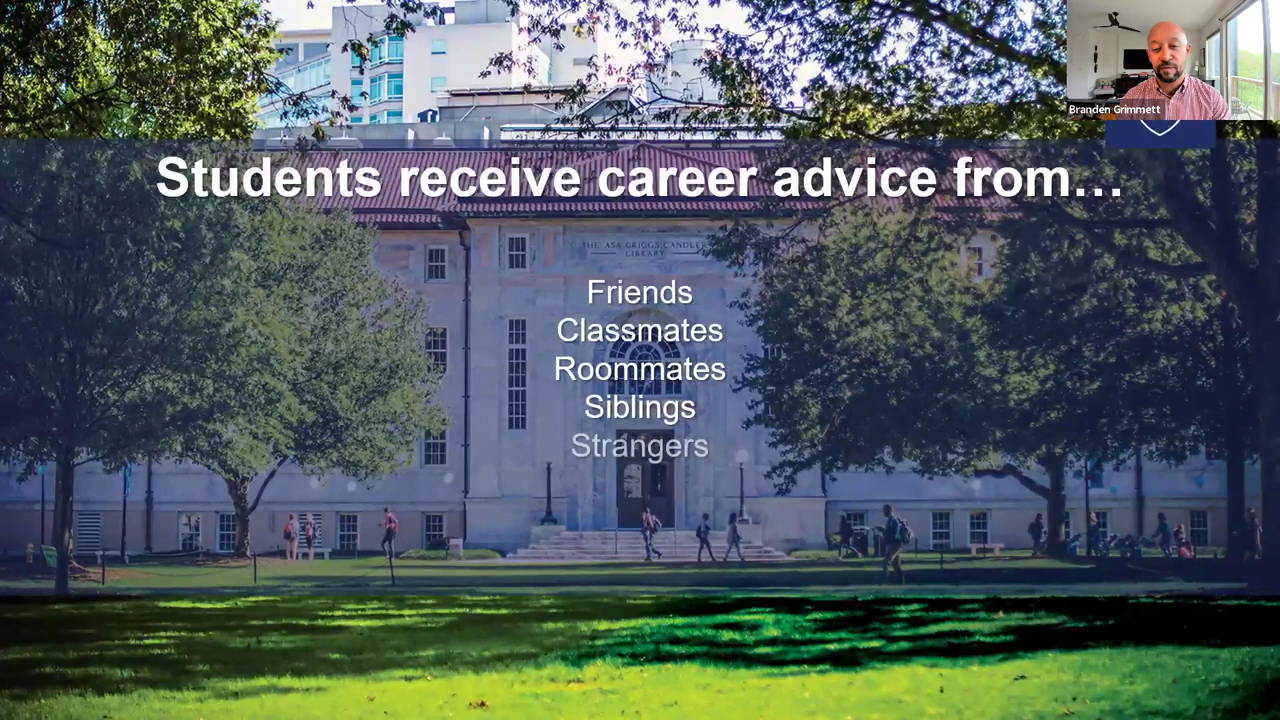 Branden Grimmett
Students receive career advice from…
THE ASA GRIGGS CANDLER
LIBRARY
Friends
Classmates
Roommates
Siblings
Strangers